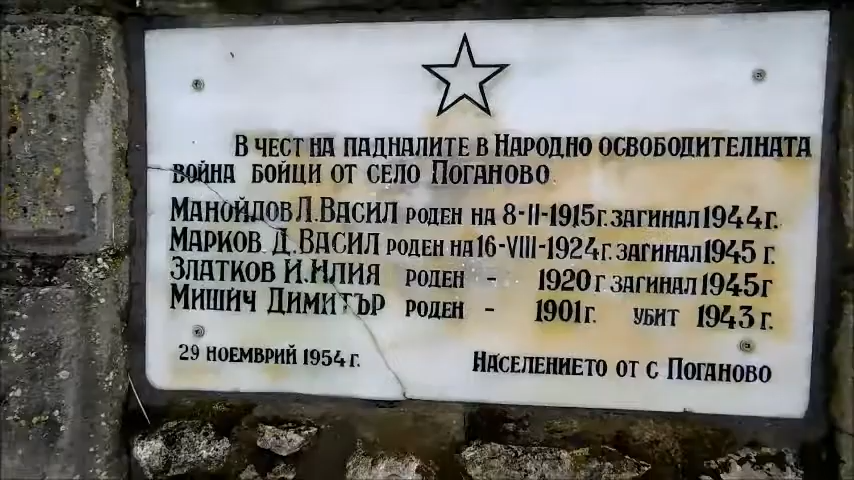 В чест на падналите в Народно освободителната
война бойци от село Поганово
Манойдов Л. Васил роден на 8-II-1915 г. загинал 1944 г.
Марков Д. Васил роден на 16-VIII-1924 г. загинал 1945 г.
Златков И. Илия роден - 1920 г. загинал 1945 г
Мишич Димитър роден - 1901 г. убит 1943 г.
29 ноемврий 1954 г. Населението от с Поганово